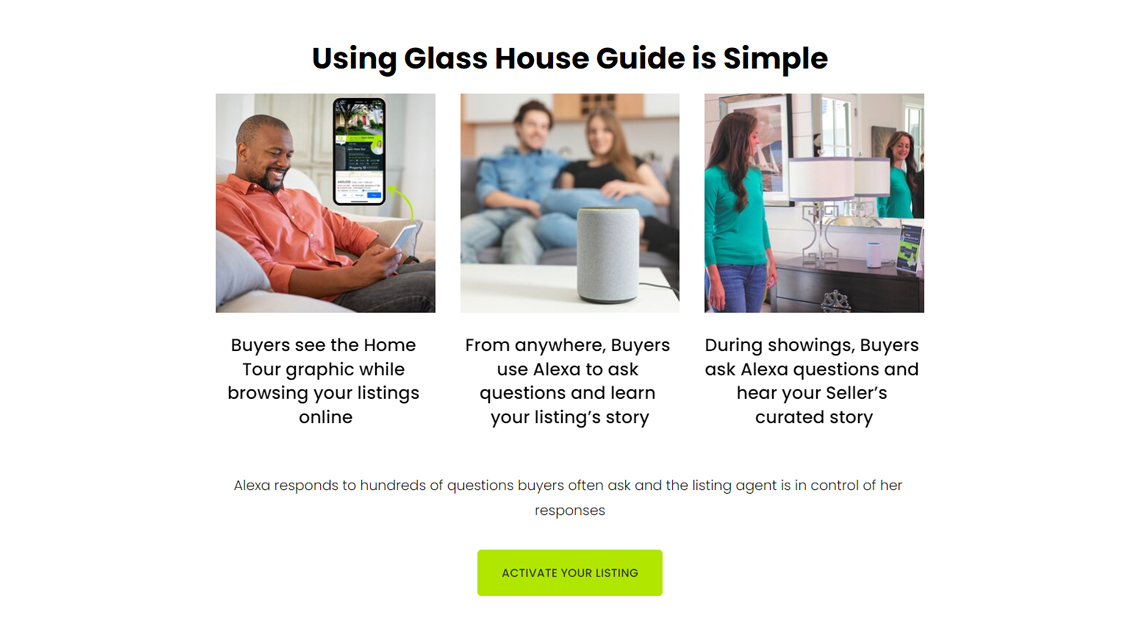 Using Glass House Guide is Simple
Buyers see the Home
Tour graphic while
browsing your listings
online
From anywhere, Buyers
use Alexa to ask
questions and learn
your listing's story
During showings, Buyers
ask Alexa questions and
hear your Seller's
curated story
Alexa responds to hundreds of questions buyers often ask and the listing agent is in control of her
responses
ACTIVATE YOUR LISTING